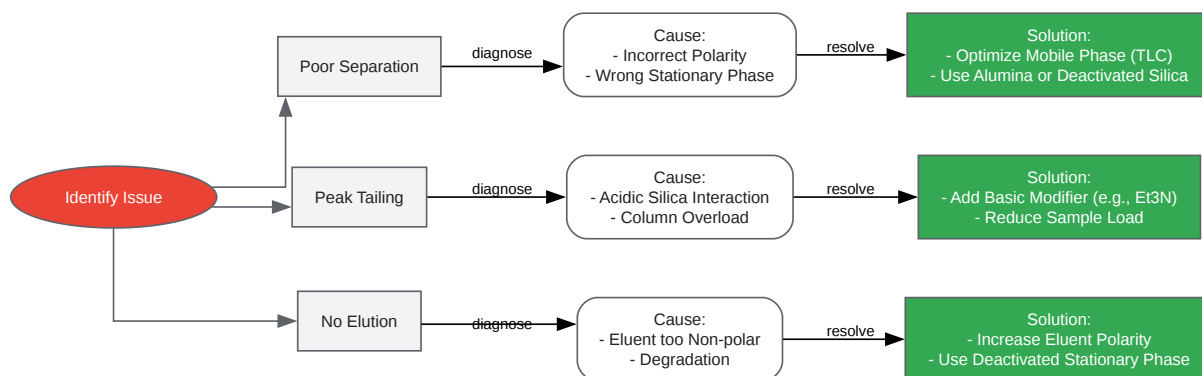 Identify Issue
Poor Separation
diagnose
Cause:
- Incorrect Polarity
- Wrong Stationary Phase
resolve
Solution:
- Optimize Mobile Phase (TLC)
- Use Alumina or Deactivated Silica
Peak Tailing
diagnose
Cause:
- Acidic Silica Interaction
- Column Overload
resolve
Solution:
- Add Basic Modifier (e.g., Et3N)
- Reduce Sample Load
No Elution
diagnose
Cause:
- Eluent too Non-polar
- Degradation
resolve
Solution:
- Increase Eluent Polarity
- Use Deactivated Stationary Phase